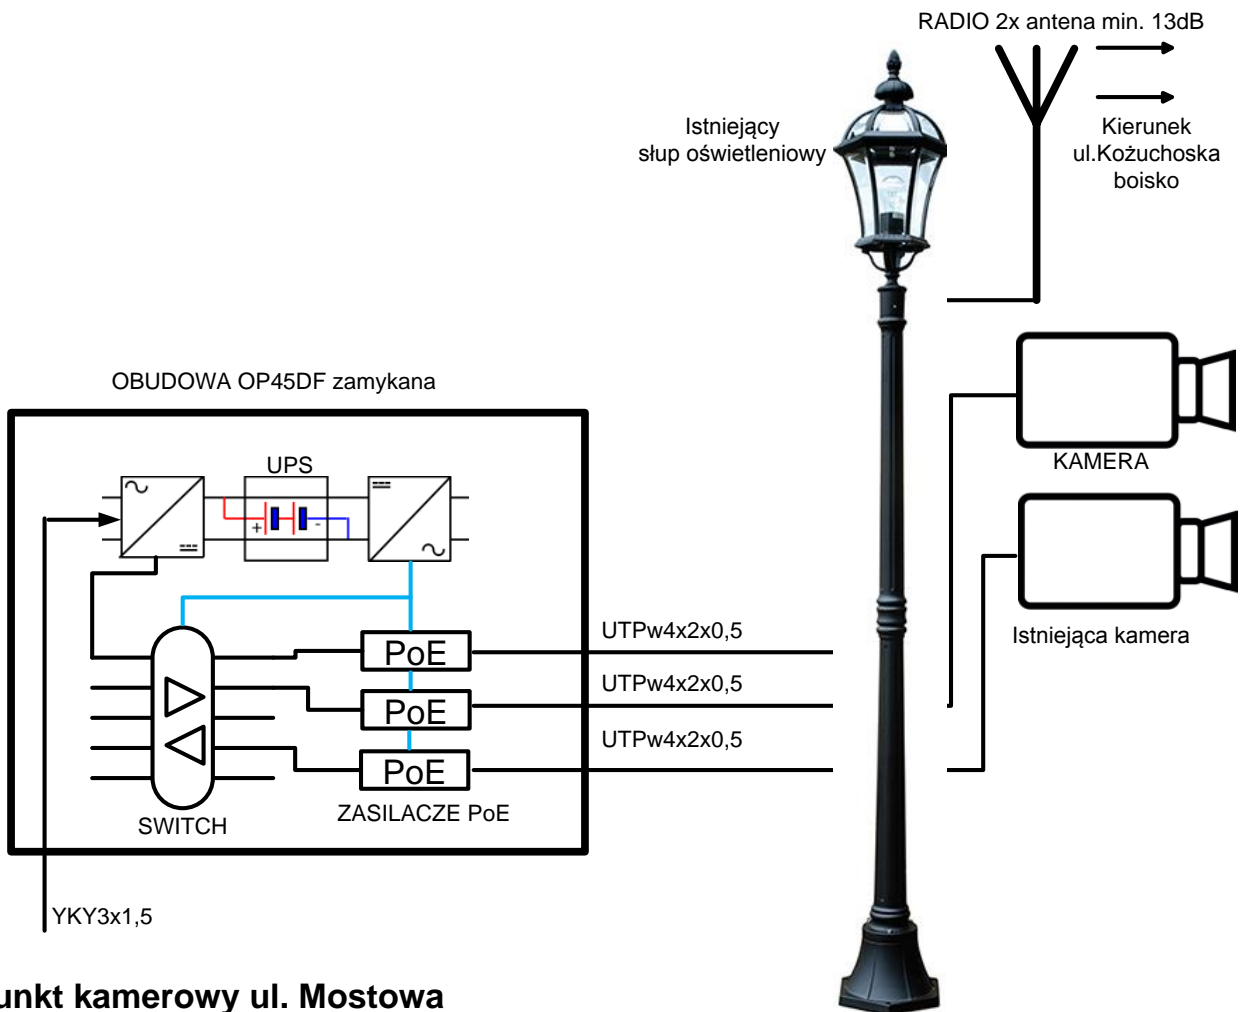 RADIO 2x antena min. 13dB
Istniejący
słup oświetleniowy
Kierunek
ul.Kożuchoska
boisko
OBUDOWA OP45DF zamykana
UPS
+
-
KAMERA
Istniejąca kamera
UTPw4x2x0,5
PoE
UTPw4x2x0,5
PoE
UTPw4x2x0,5
PoE
SWITCH
ZASILACZE PoE
YKY3x1,5
unkt kamerowy ul. Mostowa